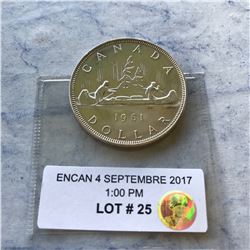 CANADA
1961
DOLLAR
ENCAN 4 SEPTEMBRE 2017
1:00 PM
LOT # 25